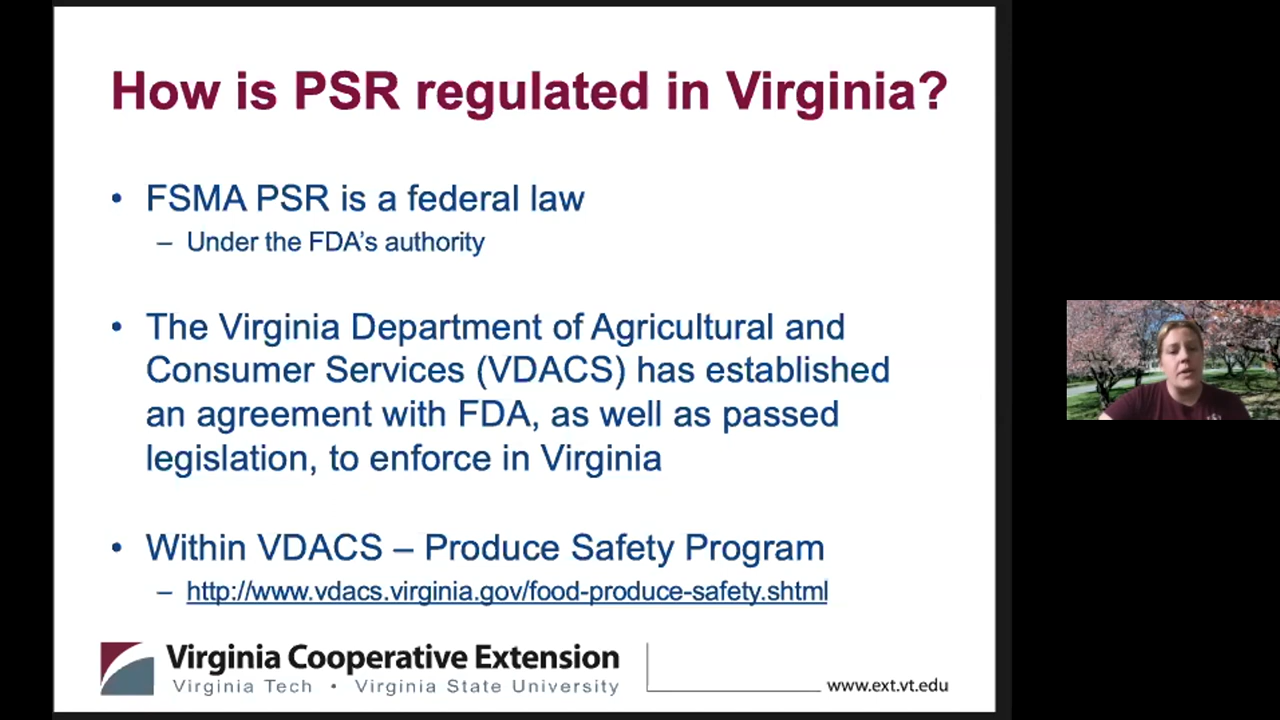 How is PSR regulated in Virginia?
• FSMA PSR is a federal law
– Under the FDA's authority
• The Virginia Department of Agricultural and
Consumer Services (VDACS) has established
an agreement with FDA, as well as passed
legislation, to enforce in Virginia
• Within VDACS – Produce Safety Program
– http://www.vdacs.virginia.gov/food-produce-safety.shtml
Virginia Cooperative Extension
Virginia Tech • Virginia State University
www.ext.vt.edu